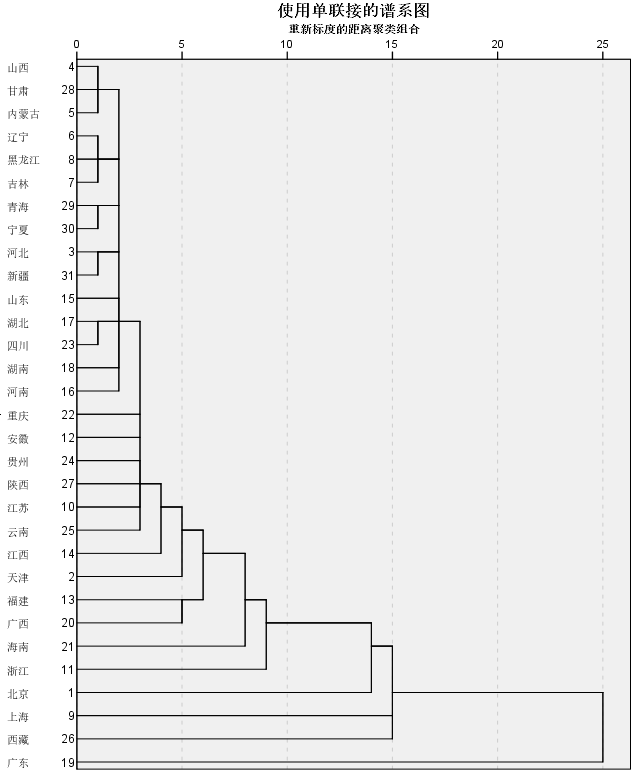 使用单联接的谱系图
重新标度的距离聚类组合
0 5 10 15 20 25
山西 4
甘肃 28
内蒙古 5
辽宁 6
黑龙江 8
吉林 7
青海 29
宁夏 30
河北 3
新疆 31
山东 15
湖北 17
四川 23
湖南 18
河南 16
重庆 22
安徽 12
贵州 24
陕西 27
江苏 10
云南 25
江西 14
天津 2
福建 13
广西 20
海南 21
浙江 11
北京 1
上海 9
西藏 26
广东 19